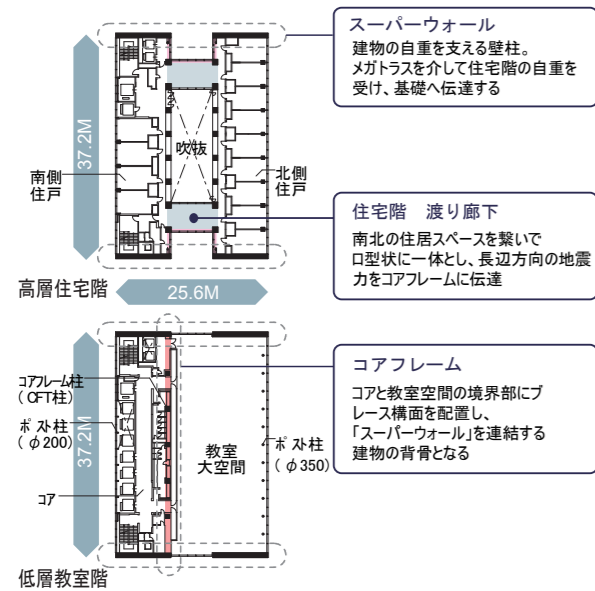 スーパーウォール
建物の自重を支える壁柱。
メガトラスを介して住宅階の自重を
受け、基礎へ伝達する
37.2M
吹抜
南側
住戸
北側
住戸
住宅階 渡り廊下
南北の住居スペースを繋いで
ロ型状に一体とし、長辺方向の地震
力をコアフレームに伝達
高層住宅階
25.6M
コアフレーム
コアと教室空間の境界部にブ
レース構面を配置し、
「スーパーウォール」を連結する
建物の背骨となる
コアフレーム柱
(CFT柱)
ポスト柱
(φ200)
37.2M
コア
教室
大空間
ポスト柱
(φ350)
低層教室階